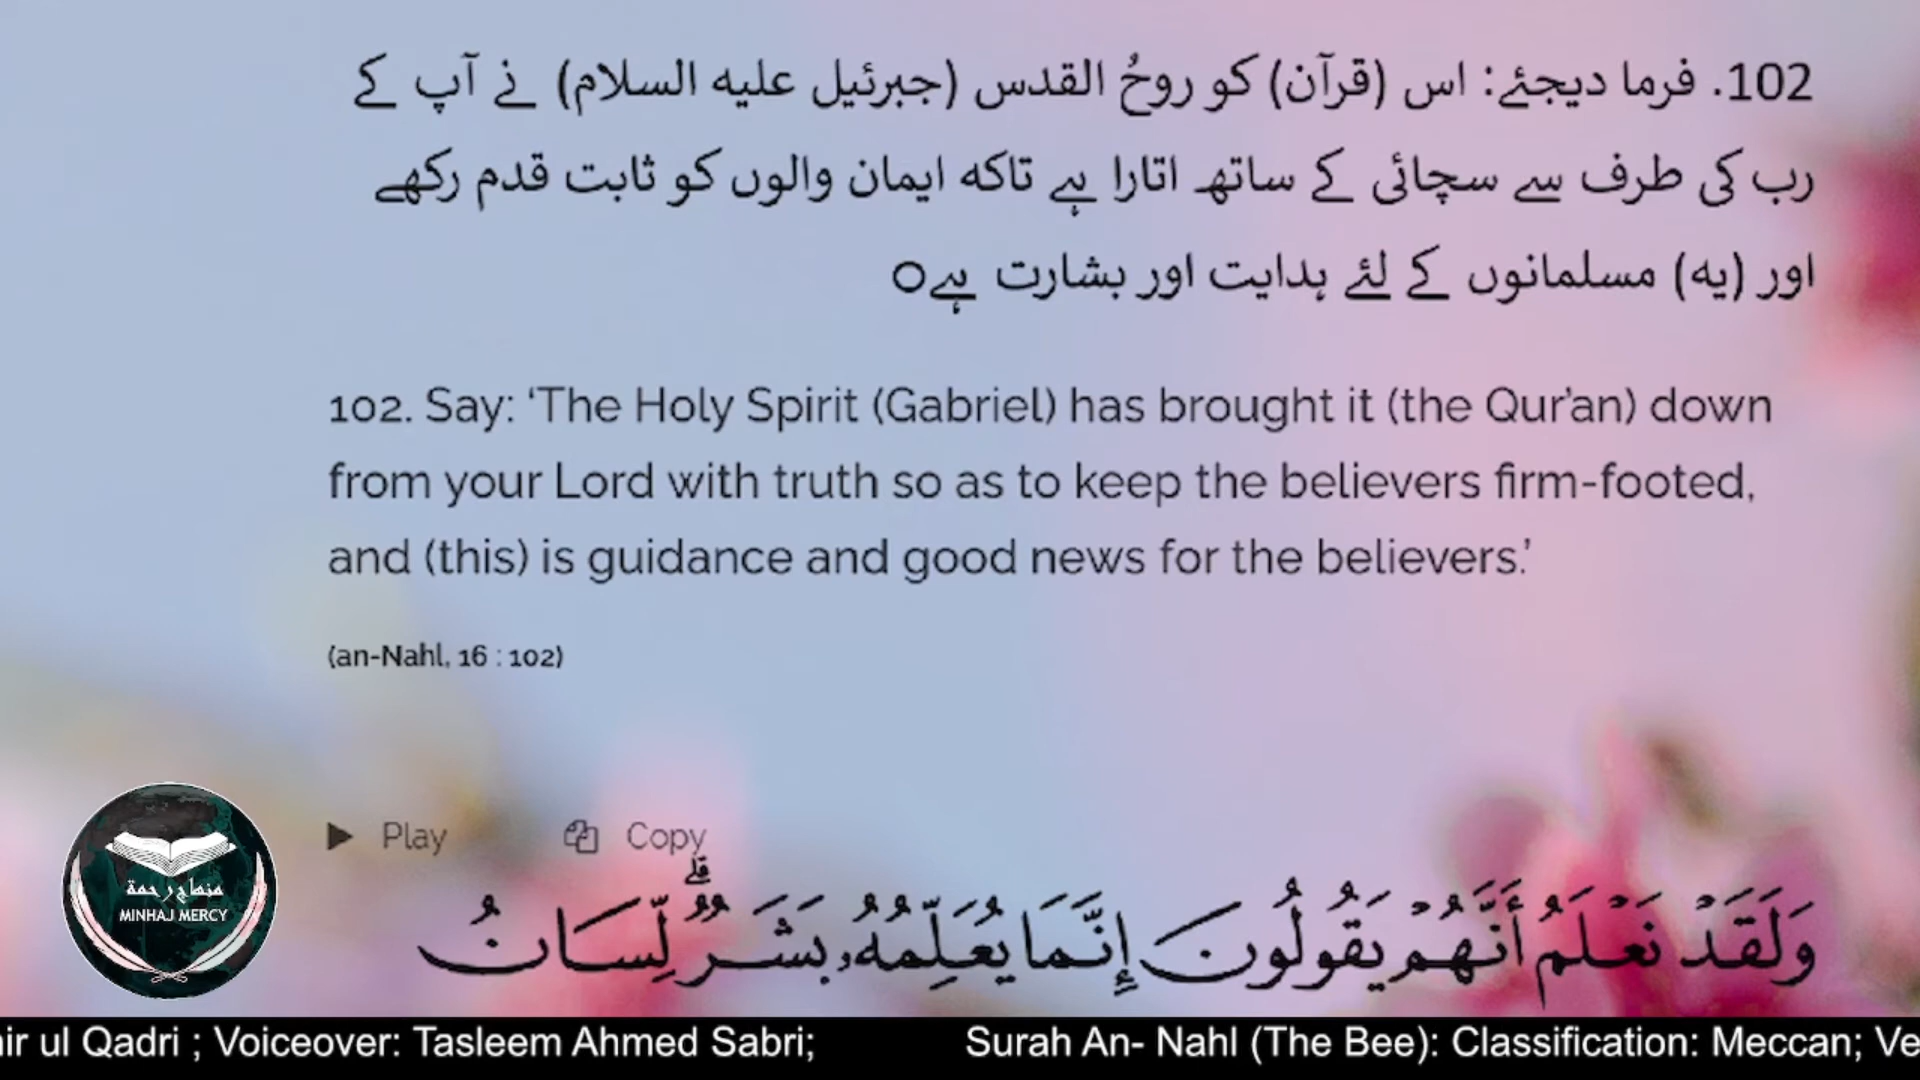 102. فرما دیجئے: اس (قرآن) کو روحُ القدس (جبرئیل علیہ السلام) نے آپ کے
رب کی طرف سے سچائی کے ساتھ اتارا ہے تاکہ ایمان والوں کو ثابت قدم رکھے
اور (یہ) مسلمانوں کے لئے ہدایت اور بشارت ہےo
102. Say: ‘The Holy Spirit (Gabriel) has brought it (the Qur’an) down
from your Lord with truth so as to keep the believers firm-footed,
and (this) is guidance and good news for the believers.’
(an-Nahl, 16 : 102)
Play Copy
وَلَقَدْ نَعْلَمُ أَنَّهُمْ يَقُولُونَ إِنَّمَا يُعَلِّمُهُۥ بَشَرٌ ۗ لِّسَانُ
منهاج رحمة
MINHAJ MERCY
ir ul Qadri ; Voiceover: Tasleem Ahmed Sabri; Surah An- Nahl (The Bee): Classification: Meccan; Ve